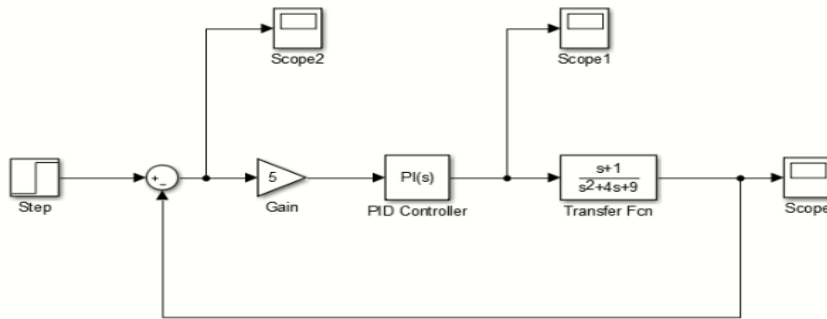 Scope2
Scope1
Step
+
−
5
Gain
PI(s)
PID Controller
s+1
s²+4s+9
Transfer Fcn
Scope